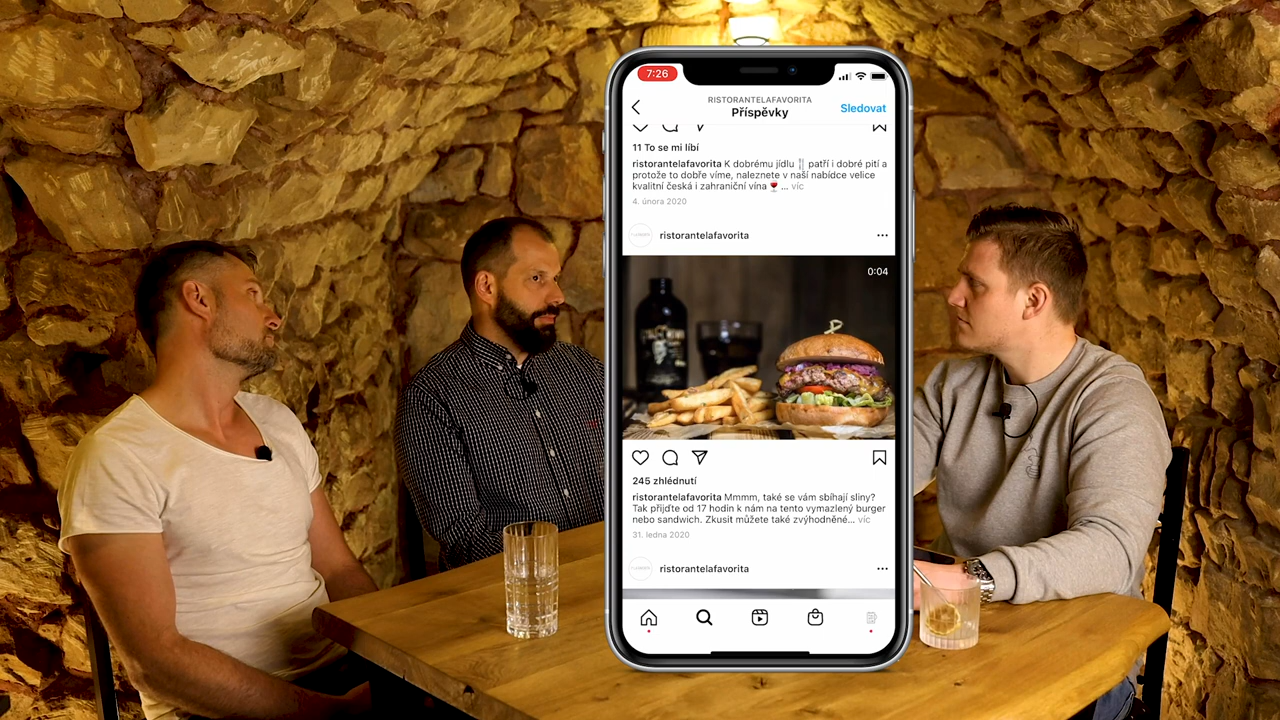 7:26
RISTORANTELAFAVORITA
Příspěvky
Sledovat
11 To se mi líbí
ristorantelafavorita K dobrému jídlu 🍴 patří i dobré pití a
protože to dobře víme, naleznete v naší nabídce velice
kvalitní česká i zahraniční vína 🍷 ... víc
4. února 2020
ristorantelafavorita
0:04
245 zhlédnutí
ristorantelafavorita Mmmm, také se vám sbíhají sliny?
Tak přijďte od 17 hodin k nám na tento vymazlený burger
nebo sandwich. Zkusit můžete také zvýhodněné... víc
31. ledna 2020
ristorantelafavorita